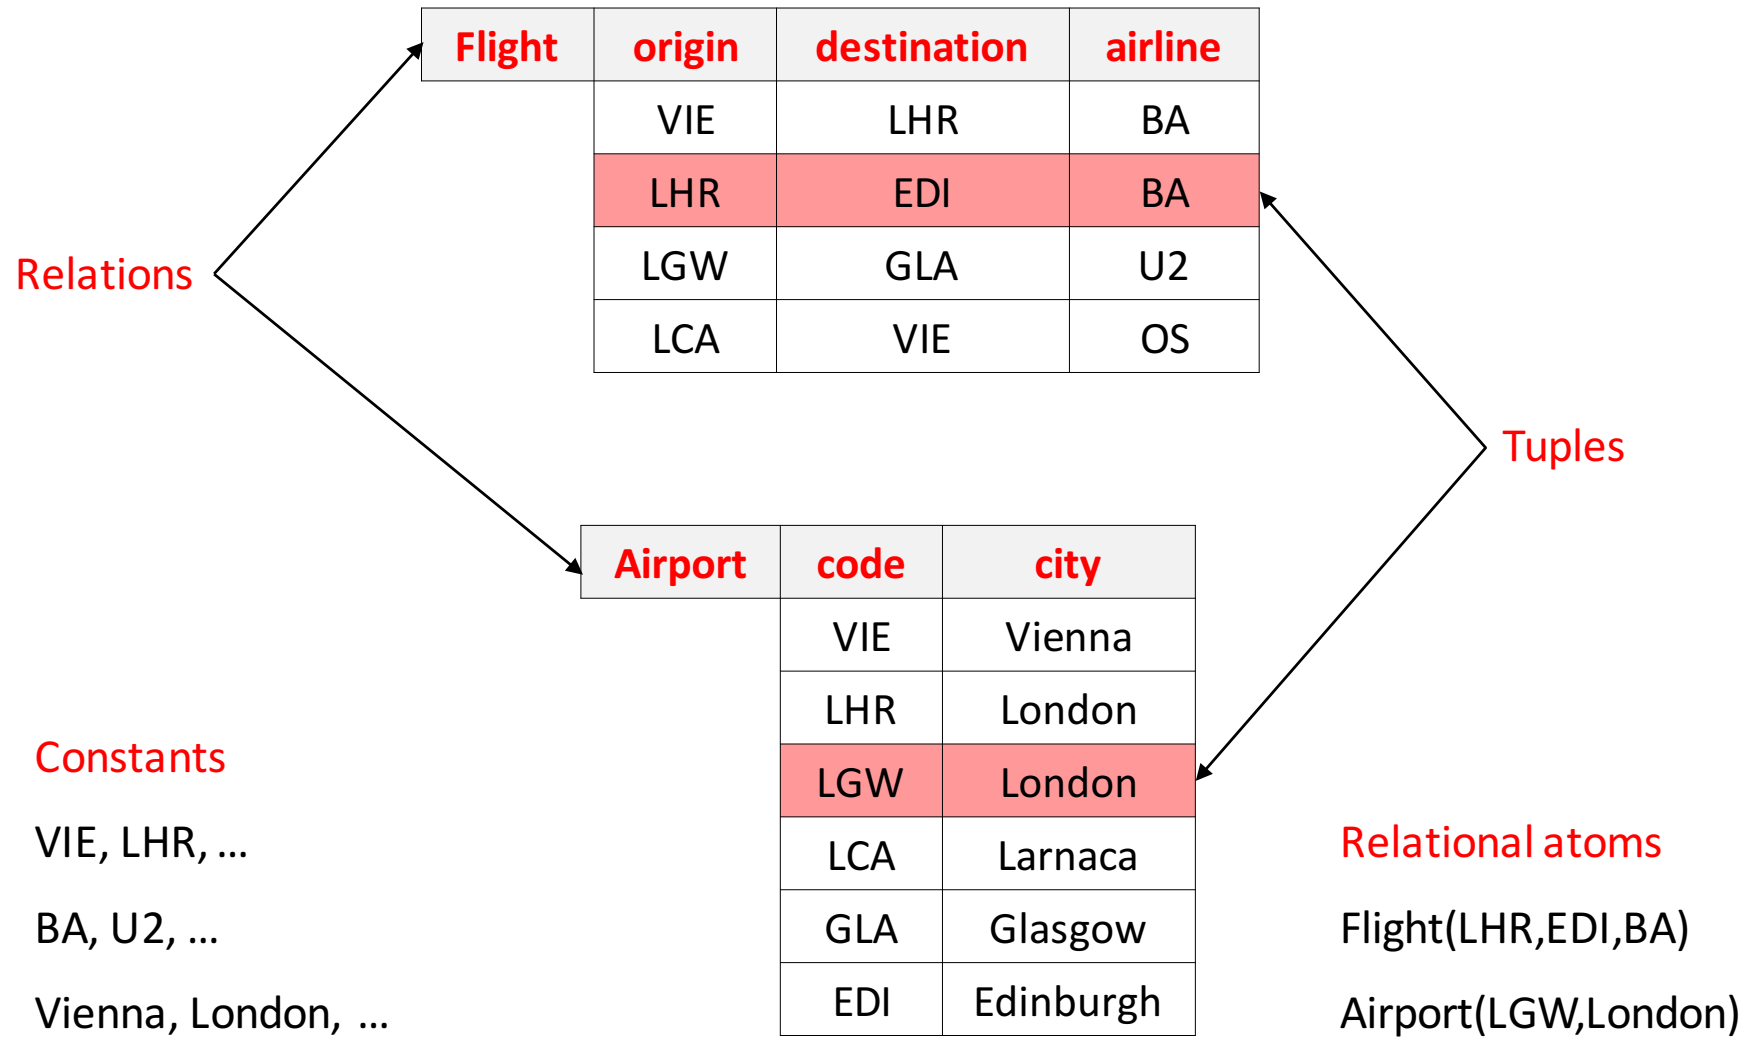 Flight origin destination airline
VIE LHR BA
LHR EDI BA
LGW GLA U2
LCA VIE OS
Relations
Tuples
Airport code city
VIE Vienna
LHR London
LGW London
LCA Larnaca
GLA Glasgow
EDI Edinburgh
Constants
VIE, LHR, ...
BA, U2, ...
Vienna, London, ...
Relational atoms
Flight(LHR,EDI,BA)
Airport(LGW,London)